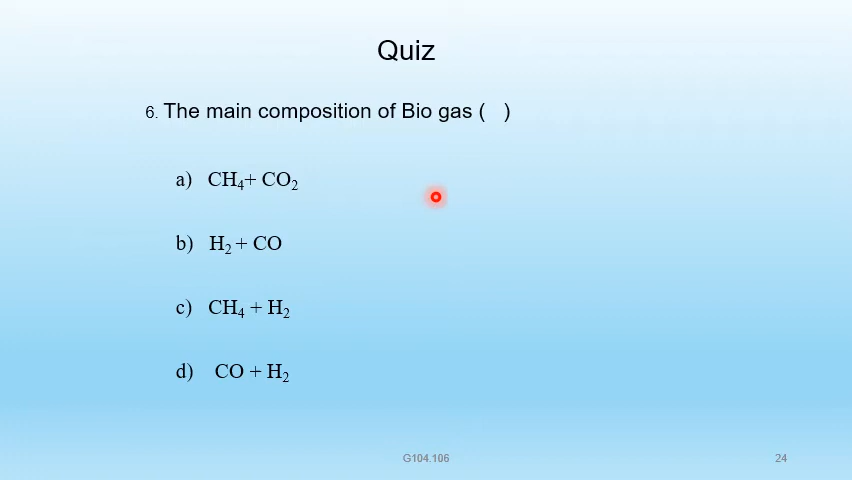 Quiz
6. The main composition of Bio gas (   )
a) CH₄+ CO₂
b) H₂ + CO
c) CH₄ + H₂
d) CO + H₂
G104.106
24